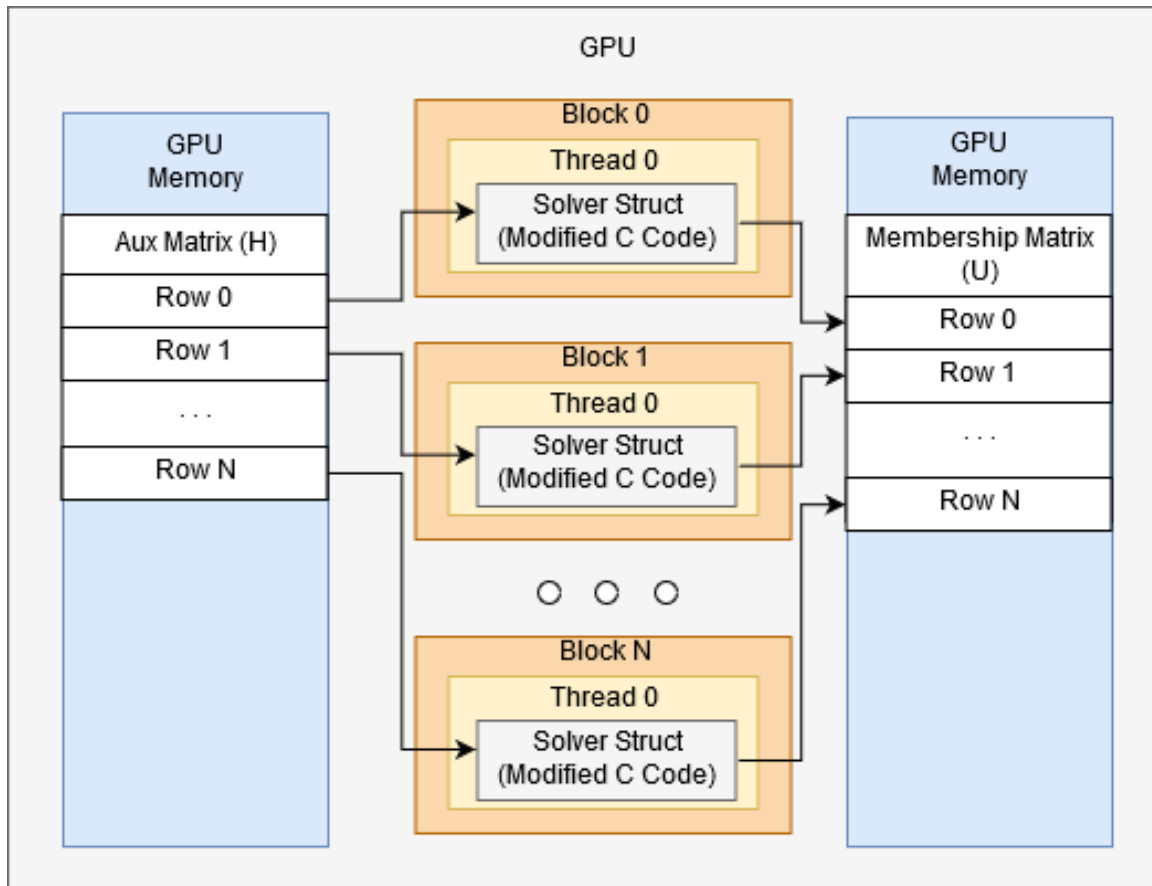 GPU
GPU
Memory
Aux Matrix (H)
Row 0
Row 1
. . .
Row N
Block 0
Thread 0
Solver Struct
(Modified C Code)
Block 1
Thread 0
Solver Struct
(Modified C Code)
Block N
Thread 0
Solver Struct
(Modified C Code)
GPU
Memory
Membership Matrix
(U)
Row 0
Row 1
. . .
Row N